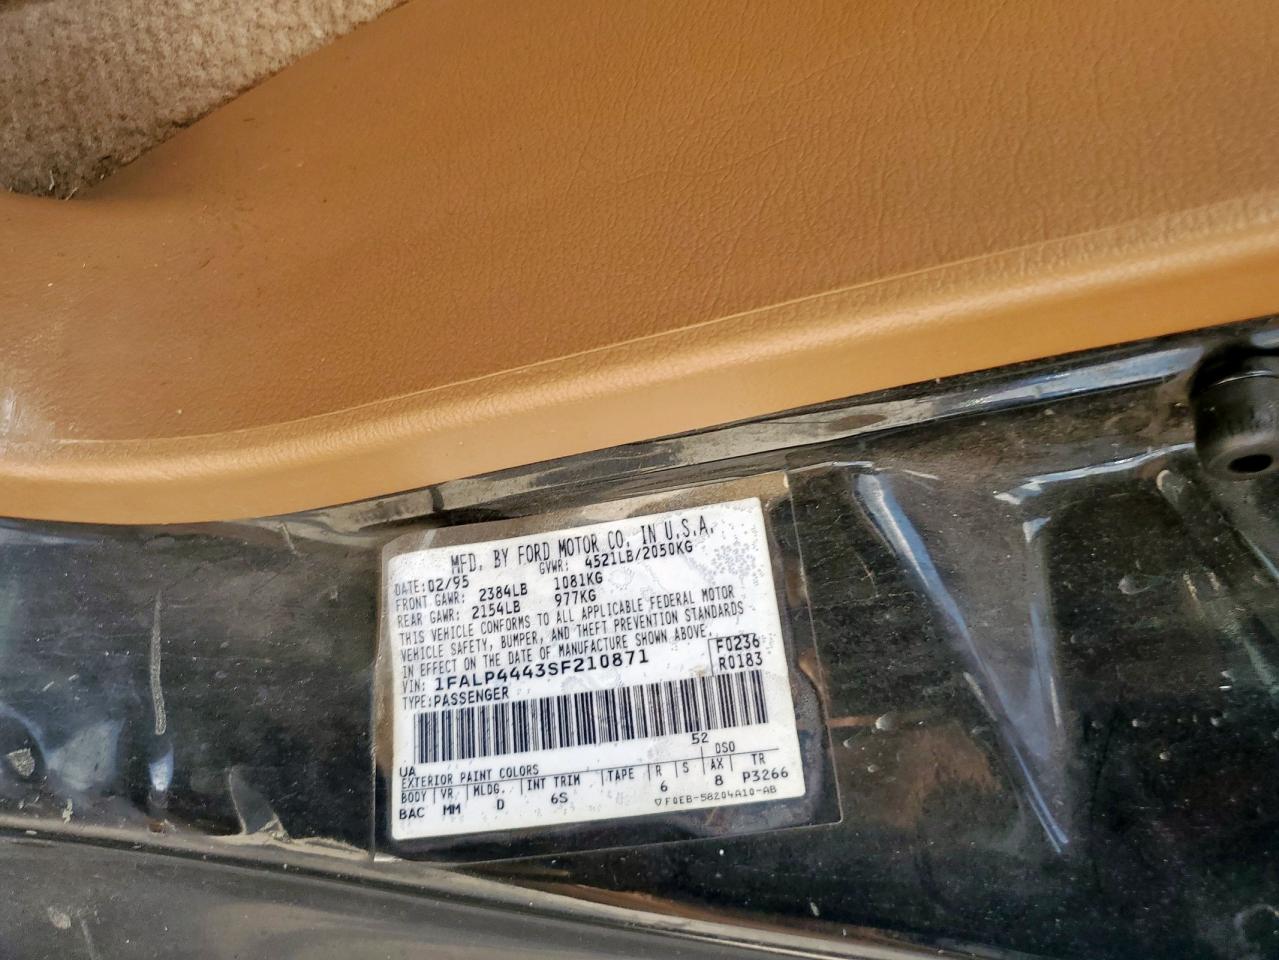 MFD. BY FORD MOTOR CO. IN U.S.A.
DATE: 02/95 GVWR: 4521LB/2050KG
FRONT GAWR: 2384LB 1081KG
REAR GAWR: 2154LB 977KG
THIS VEHICLE CONFORMS TO ALL APPLICABLE FEDERAL MOTOR
VEHICLE SAFETY, BUMPER, AND THEFT PREVENTION STANDARDS
IN EFFECT ON THE DATE OF MANUFACTURE SHOWN ABOVE.
VIN: 1FALP4443SF210871 F0236
TYPE: PASSENGER R0183
UA 52
EXTERIOR PAINT COLORS DSO
BODY VR MLDG. INT TRIM TAPE R S AX TR
BAC MM D 6S 6 8 P3266
▽F0EB-58204A10-AB